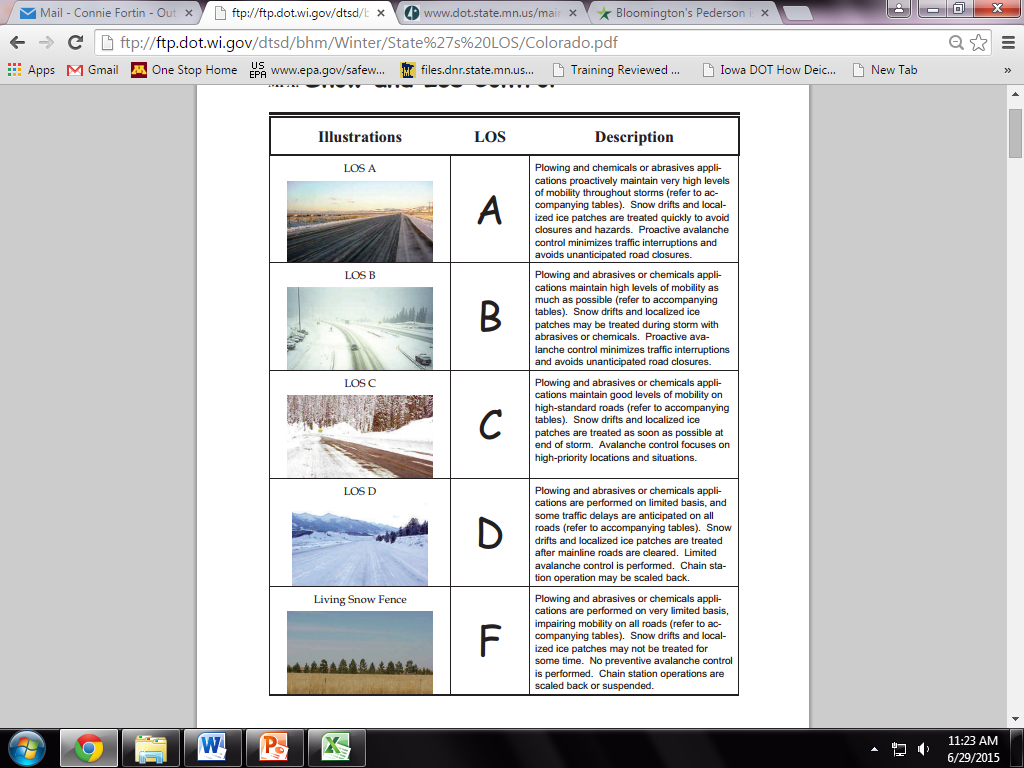 Mail - Connie Fortin - Out
ftp://ftp.dot.wi.gov/dtsd/b
www.dot.state.mn.us/mair
Bloomington's Pederson i
ftp://ftp.dot.wi.gov/dtsd/bhm/Winter/State%27s%20LOS/Colorado.pdf
Apps
Gmail
One Stop Home
US EPA
www.epa.gov/safew...
files.dnr.state.mn.us...
Training Reviewed ...
Iowa DOT How Deic...
New Tab
»
Illustrations LOS Description
LOS A
A
Plowing and chemicals or abrasives appli-
cations proactively maintain very high levels
of mobility throughout storms (refer to ac-
companying tables). Snow drifts and local-
ized ice patches are treated quickly to avoid
closures and hazards. Proactive avalanche
control minimizes traffic interruptions and
avoids unanticipated road closures.
LOS B
B
Plowing and abrasives or chemicals appli-
cations maintain high levels of mobility as
much as possible (refer to accompanying
tables). Snow drifts and localized ice
patches may be treated during storm with
abrasives or chemicals. Proactive ava-
lanche control minimizes traffic interruptions
and avoids unanticipated road closures.
LOS C
C
Plowing and abrasives or chemicals appli-
cations maintain good levels of mobility on
high-standard roads (refer to accompanying
tables). Snow drifts and localized ice
patches are treated as soon as possible at
end of storm. Avalanche control focuses on
high-priority locations and situations.
LOS D
D
Plowing and abrasives or chemicals appli-
cations are performed on limited basis, and
some traffic delays are anticipated on all
roads (refer to accompanying tables). Snow
drifts and localized ice patches are treated
after mainline roads are cleared. Limited
avalanche control is performed. Chain sta-
tion operation may be scaled back.
Living Snow Fence
F
Plowing and abrasives or chemicals appli-
cations are performed on very limited basis,
impairing mobility on all roads (refer to ac-
companying tables). Snow drifts and local-
ized ice patches may not be treated for
some time. No preventive avalanche control
is performed. Chain station operations are
scaled back or suspended.
11:23 AM
6/29/2015